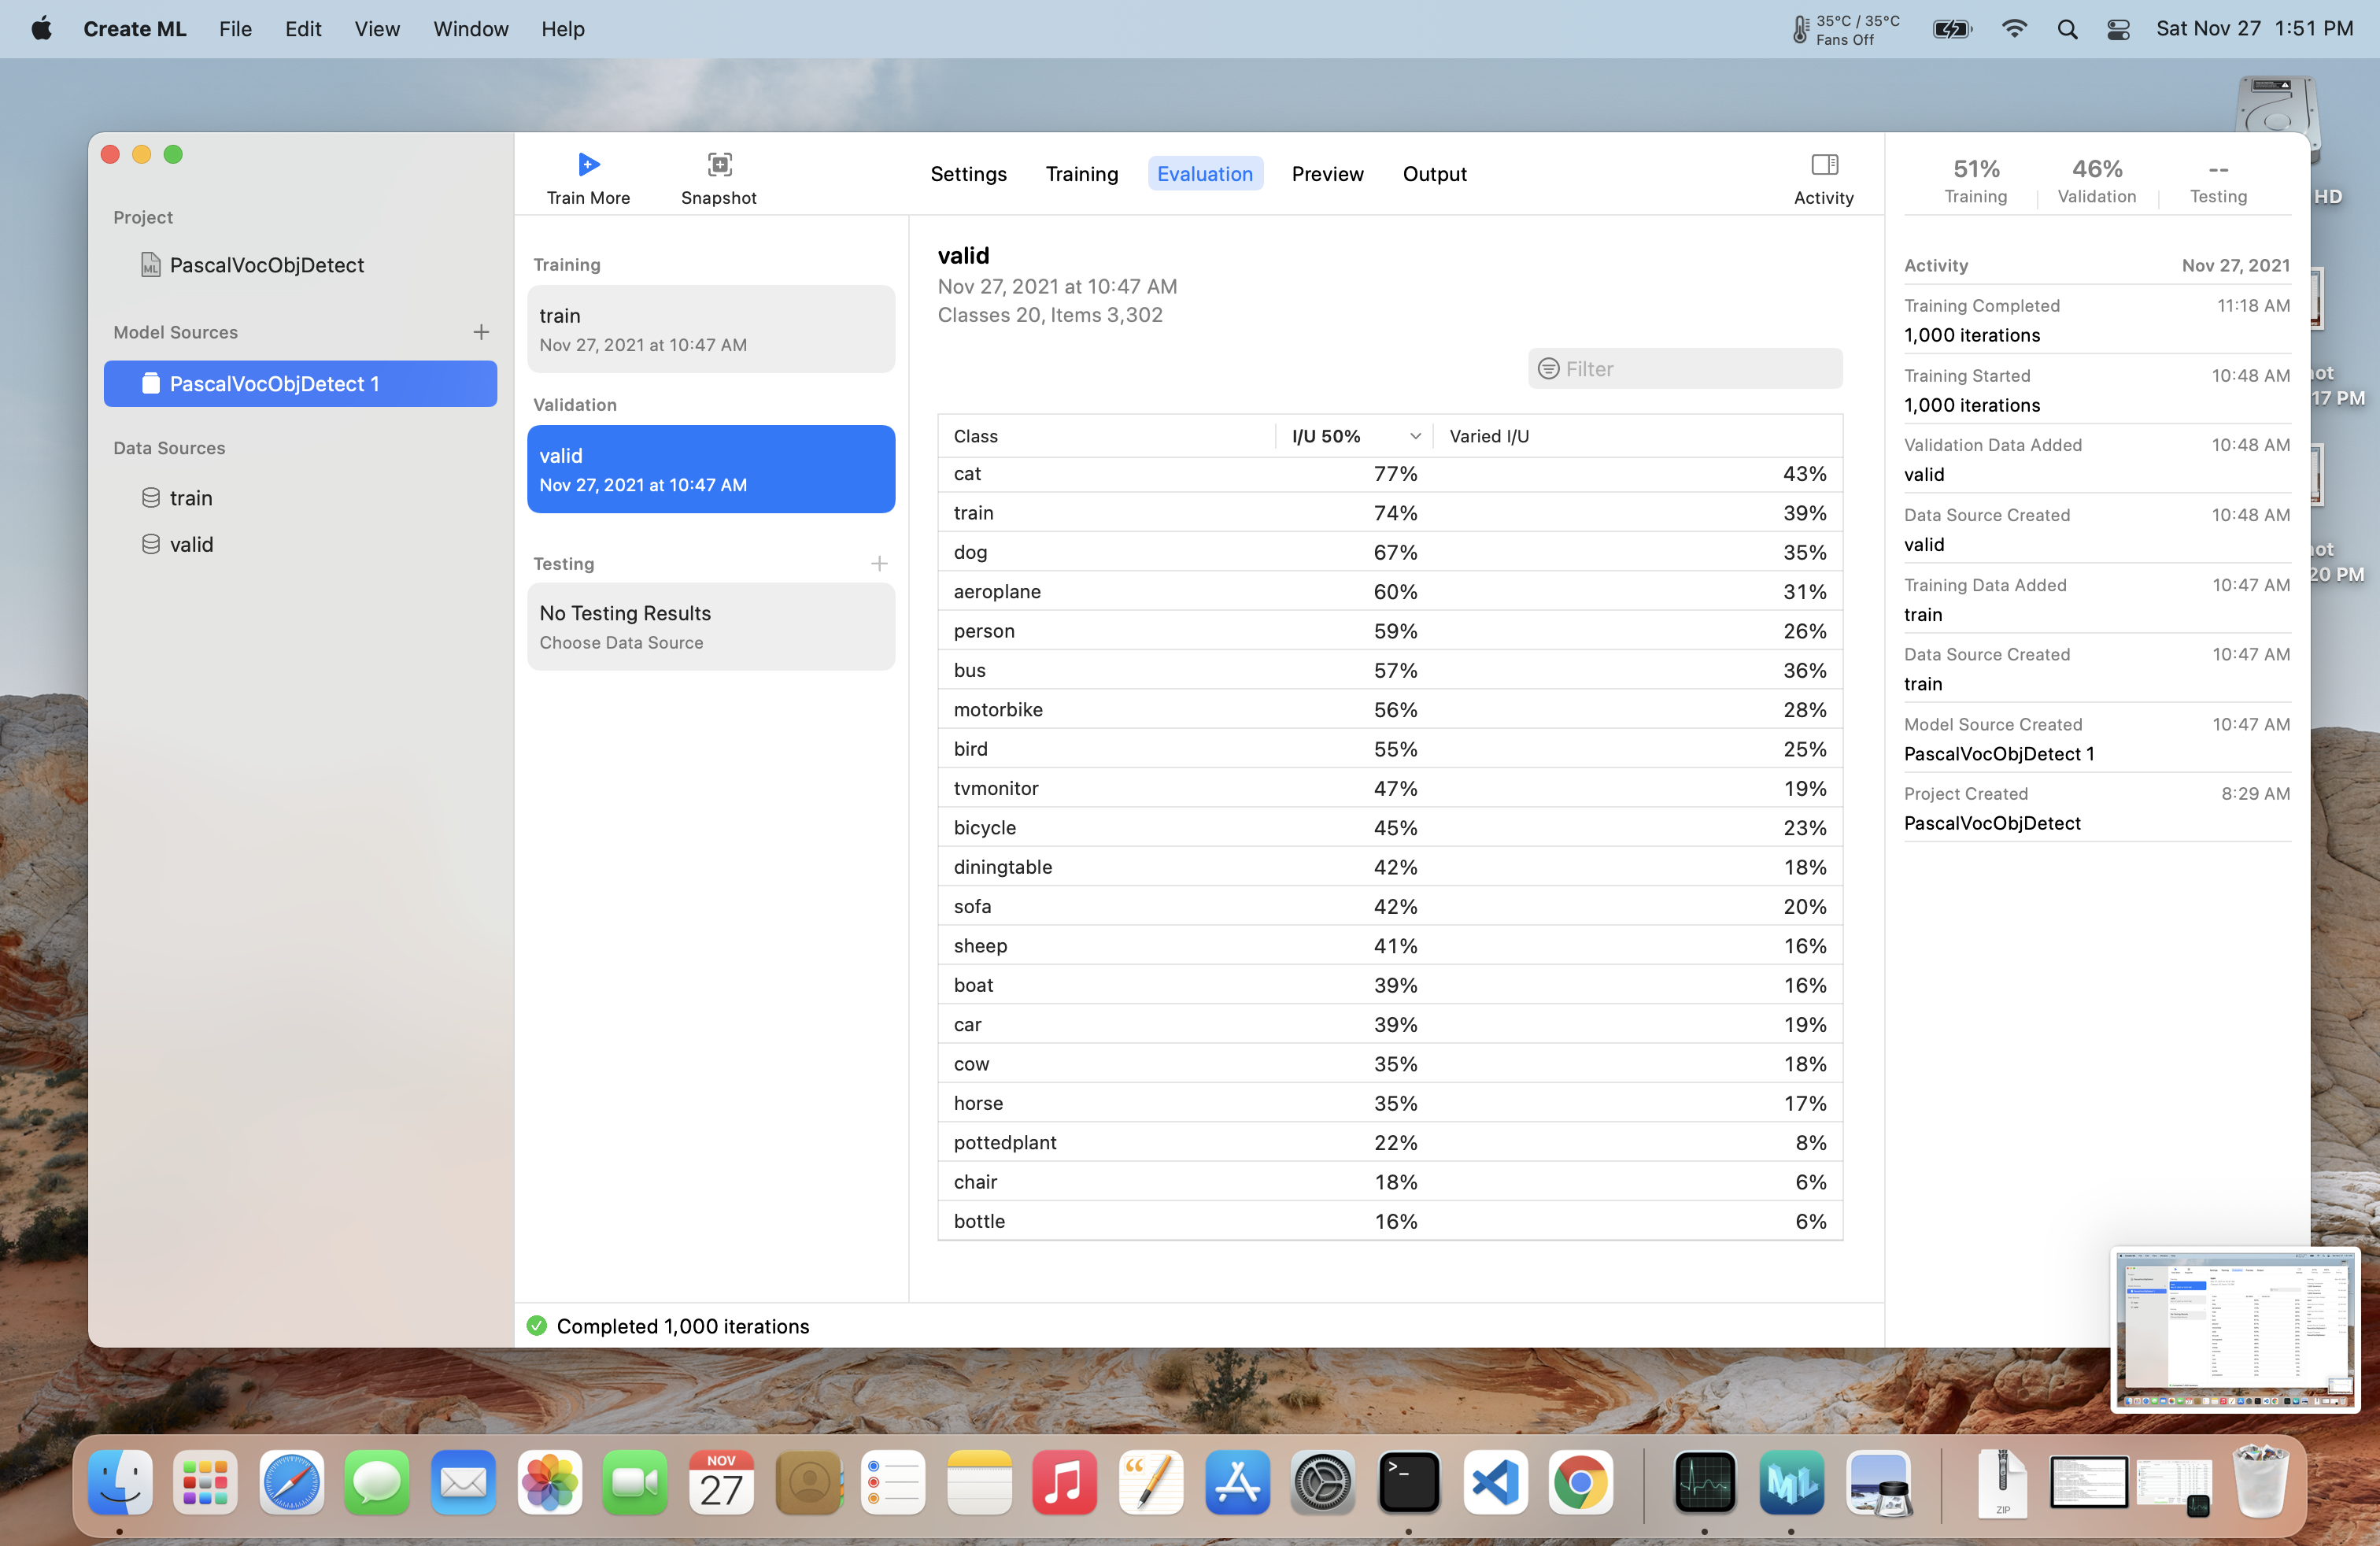 Create ML File Edit View Window Help
35°C / 35°C
Fans Off
Sat Nov 27 1:51 PM
HD
17 PM
20 PM
Project
PascalVocObjDetect
Model Sources
PascalVocObjDetect 1
Data Sources
train
valid
Train More
Snapshot
Settings Training Evaluation Preview Output
Activity
Training
train
Nov 27, 2021 at 10:47 AM
Validation
valid
Nov 27, 2021 at 10:47 AM
Testing
No Testing Results
Choose Data Source
valid
Nov 27, 2021 at 10:47 AM
Classes 20, Items 3,302
Filter
Class I/U 50% Varied I/U
cat 77% 43%
train 74% 39%
dog 67% 35%
aeroplane 60% 31%
person 59% 26%
bus 57% 36%
motorbike 56% 28%
bird 55% 25%
tvmonitor 47% 19%
bicycle 45% 23%
diningtable 42% 18%
sofa 42% 20%
sheep 41% 16%
boat 39% 16%
car 39% 19%
cow 35% 18%
horse 35% 17%
pottedplant 22% 8%
chair 18% 6%
bottle 16% 6%
Completed 1,000 iterations
51% 46% --
Training Validation Testing
Activity Nov 27, 2021
Training Completed 11:18 AM
1,000 iterations
Training Started 10:48 AM
1,000 iterations
Validation Data Added 10:48 AM
valid
Data Source Created 10:48 AM
valid
Training Data Added 10:47 AM
train
Data Source Created 10:47 AM
train
Model Source Created 10:47 AM
PascalVocObjDetect 1
Project Created 8:29 AM
PascalVocObjDetect
NOV
27
ML
ZIP